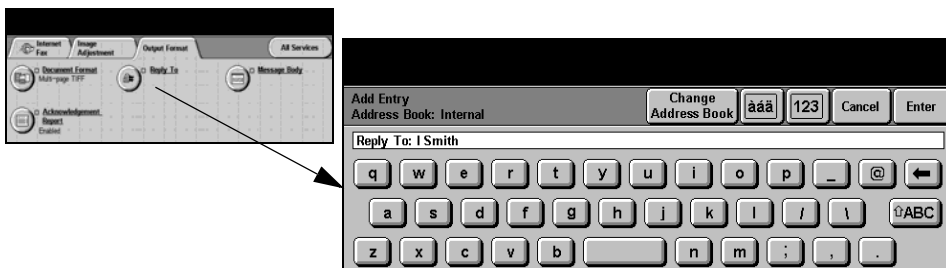 Internet
Fax
Image
Adjustment
Output Format
All Services
Document Format
Multi-page TIFF
Reply To
Message Body
Acknowledgement
Report
Enabled
Add Entry
Address Book: Internal
Change
Address Book
àáä
123
Cancel
Enter
Reply To: I Smith
q w e r t y u i o p _ @
a s d f g h j k l / \ ⇧ABC
z x c v b n m ; , .